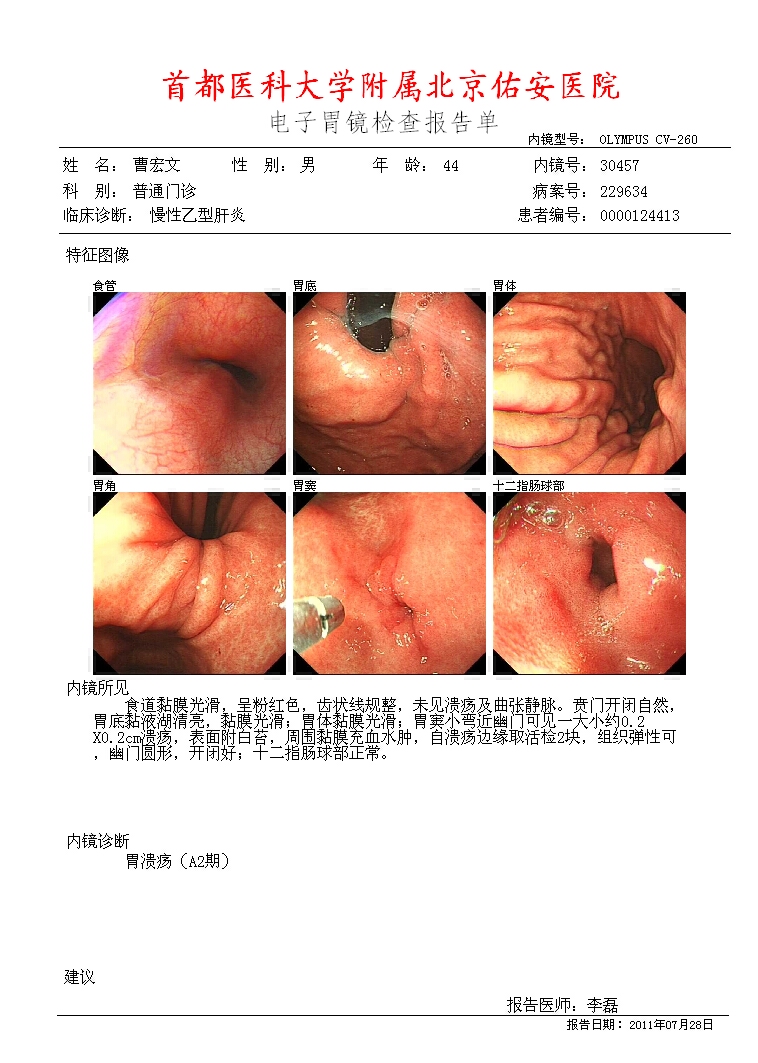 首都医科大学附属北京佑安医院
电子胃镜检查报告单
内镜型号： OLYMPUS CV-260
姓 名： 曹宏文 性 别： 男 年 龄： 44 内镜号： 30457
科 别： 普通门诊 病案号： 229634
临床诊断： 慢性乙型肝炎 患者编号： 0000124413
特征图像
食管 胃底 胃体
胃角 胃窦 十二指肠球部
内镜所见
食道黏膜光滑，呈粉红色，齿状线规整，未见溃疡及曲张静脉。贲门开闭自然，
胃底黏液湖清亮，黏膜光滑；胃体黏膜光滑；胃窦小弯近幽门可见一大小约0.2
X0.2cm溃疡，表面附白苔，周围黏膜充血水肿，自溃疡边缘取活检2块，组织弹性可
，幽门圆形，开闭好；十二指肠球部正常。
内镜诊断
胃溃疡（A2期）
建议
报告医师： 李磊
报告日期： 2011年07月28日